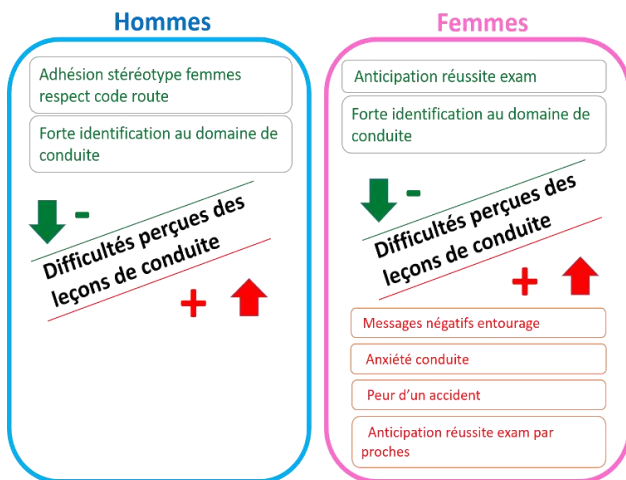 Hommes
Adhésion stéréotype femmes
respect code route
Forte identification au domaine de
conduite
-
Difficultés perçues des
leçons de conduite
+
Femmes
Anticipation réussite exam
Forte identification au domaine de
conduite
-
Difficultés perçues des
leçons de conduite
+
Messages négatifs entourage
Anxiété conduite
Peur d'un accident
Anticipation réussite exam par
proches